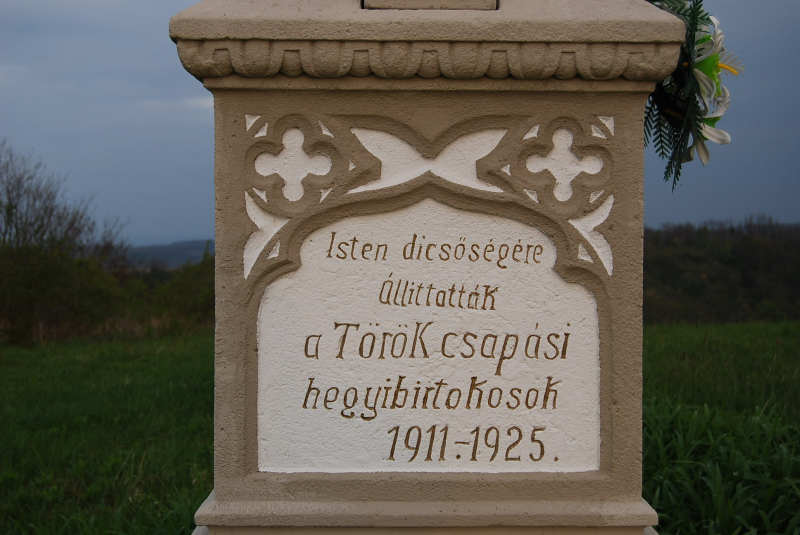 Isten dicsőségére
állíttatták
a TöröK csapási
hegyibirtokosok
1911.-1925.